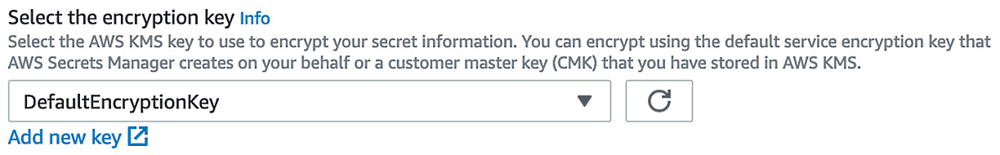 Select the encryption key Info
Select the AWS KMS key to use to encrypt your secret information. You can encrypt using the default service encryption key that
AWS Secrets Manager creates on your behalf or a customer master key (CMK) that you have stored in AWS KMS.
DefaultEncryptionKey
Add new key